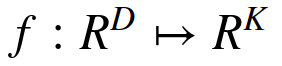 f : R^D ↦ R^K